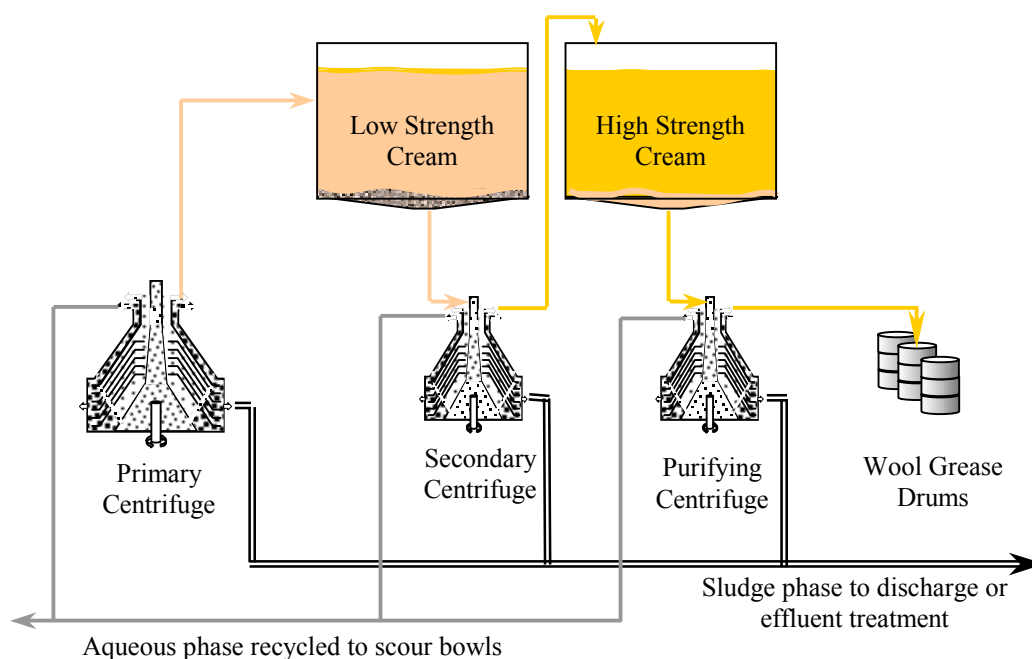 Low Strength
Cream
High Strength
Cream
Primary
Centrifuge
Secondary
Centrifuge
Purifying
Centrifuge
Wool Grease
Drums
Sludge phase to discharge or
effluent treatment
Aqueous phase recycled to scour bowls